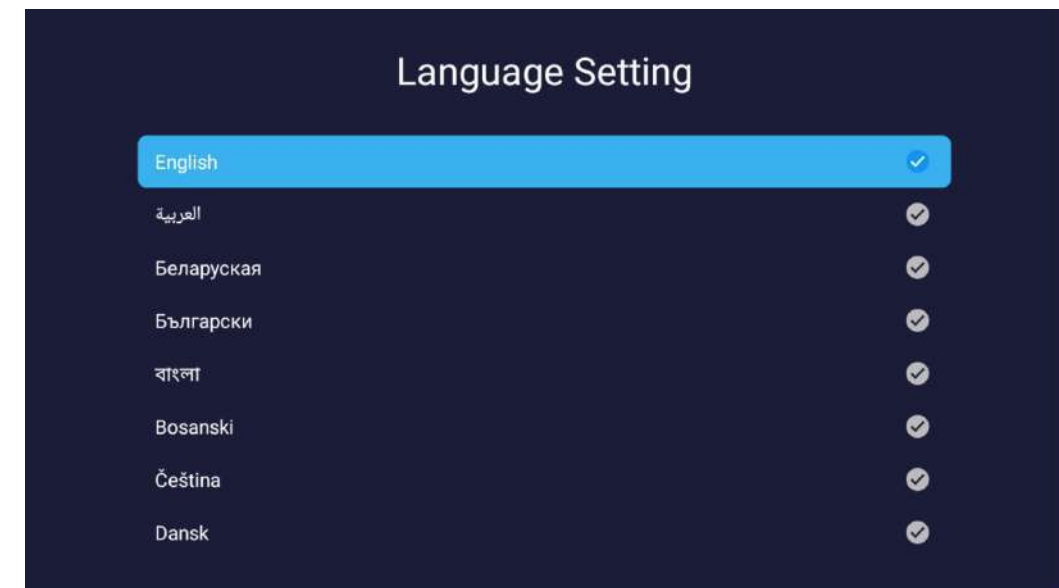 Language Setting
English
العربية
Беларуская
Български
বাংলা
Bosanski
Čeština
Dansk